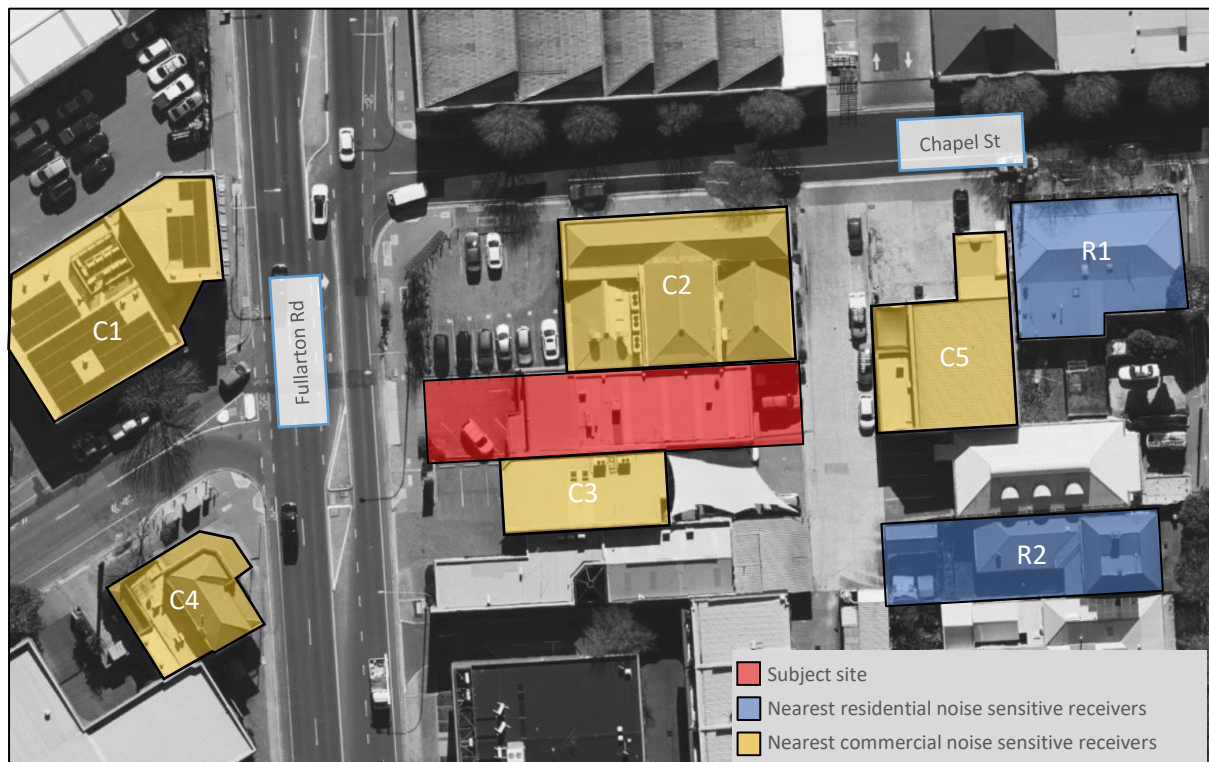 Chapel St
R1
C2
C1
Fullarton Rd
C5
C3
R2
C4
Subject site
Nearest residential noise sensitive receivers
Nearest commercial noise sensitive receivers